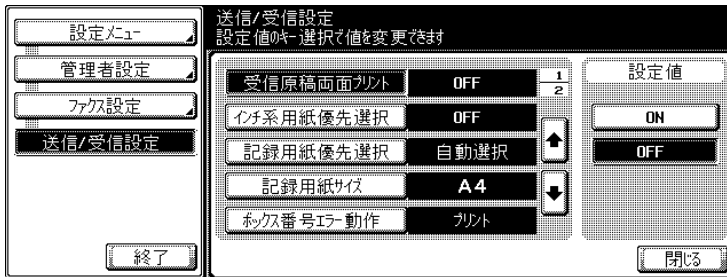 設定メニュー
管理者設定
ファクス設定
送信/受信設定
終了
送信/受信設定
設定値のキー選択で値を変更できます
受信原稿両面プリント OFF
インチ系用紙優先選択 OFF
記録用紙優先選択 自動選択
記録用紙サイズ A4
ボックス番号エラー動作 プリント
1
2
設定値
ON
OFF
閉じる